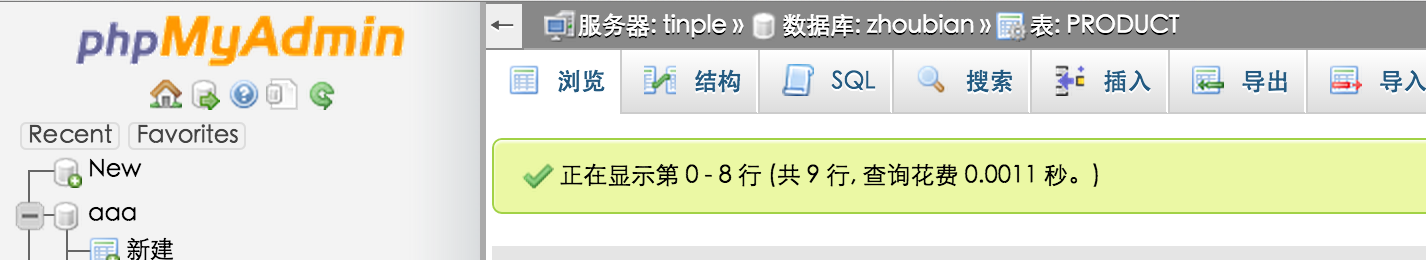 phpMyAdmin
Recent Favorites
New
aaa
新建
服务器: tinple » 数据库: zhoubian » 表: PRODUCT
浏览 结构 SQL 搜索 插入 导出 导入
正在显示第 0 - 8 行 (共 9 行, 查询花费 0.0011 秒。)